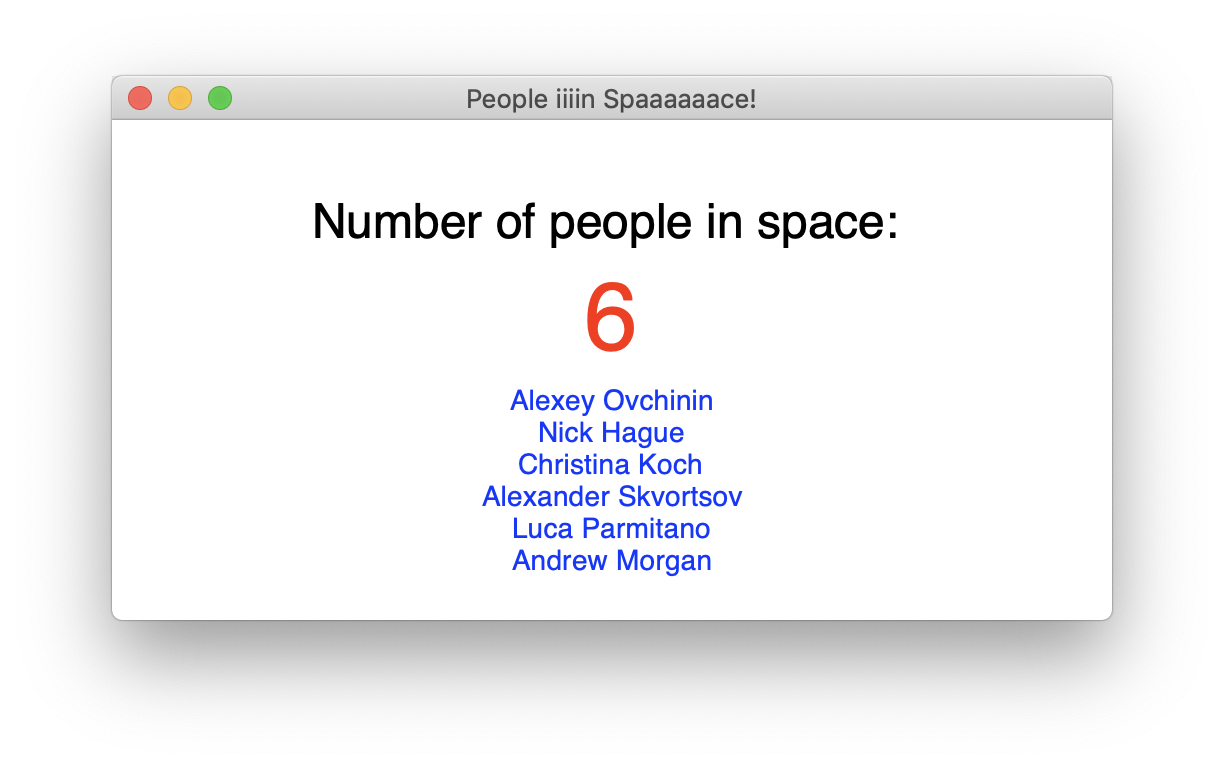 People iiiin Spaaaaaace!
Number of people in space:
6
Alexey Ovchinin
Nick Hague
Christina Koch
Alexander Skvortsov
Luca Parmitano
Andrew Morgan